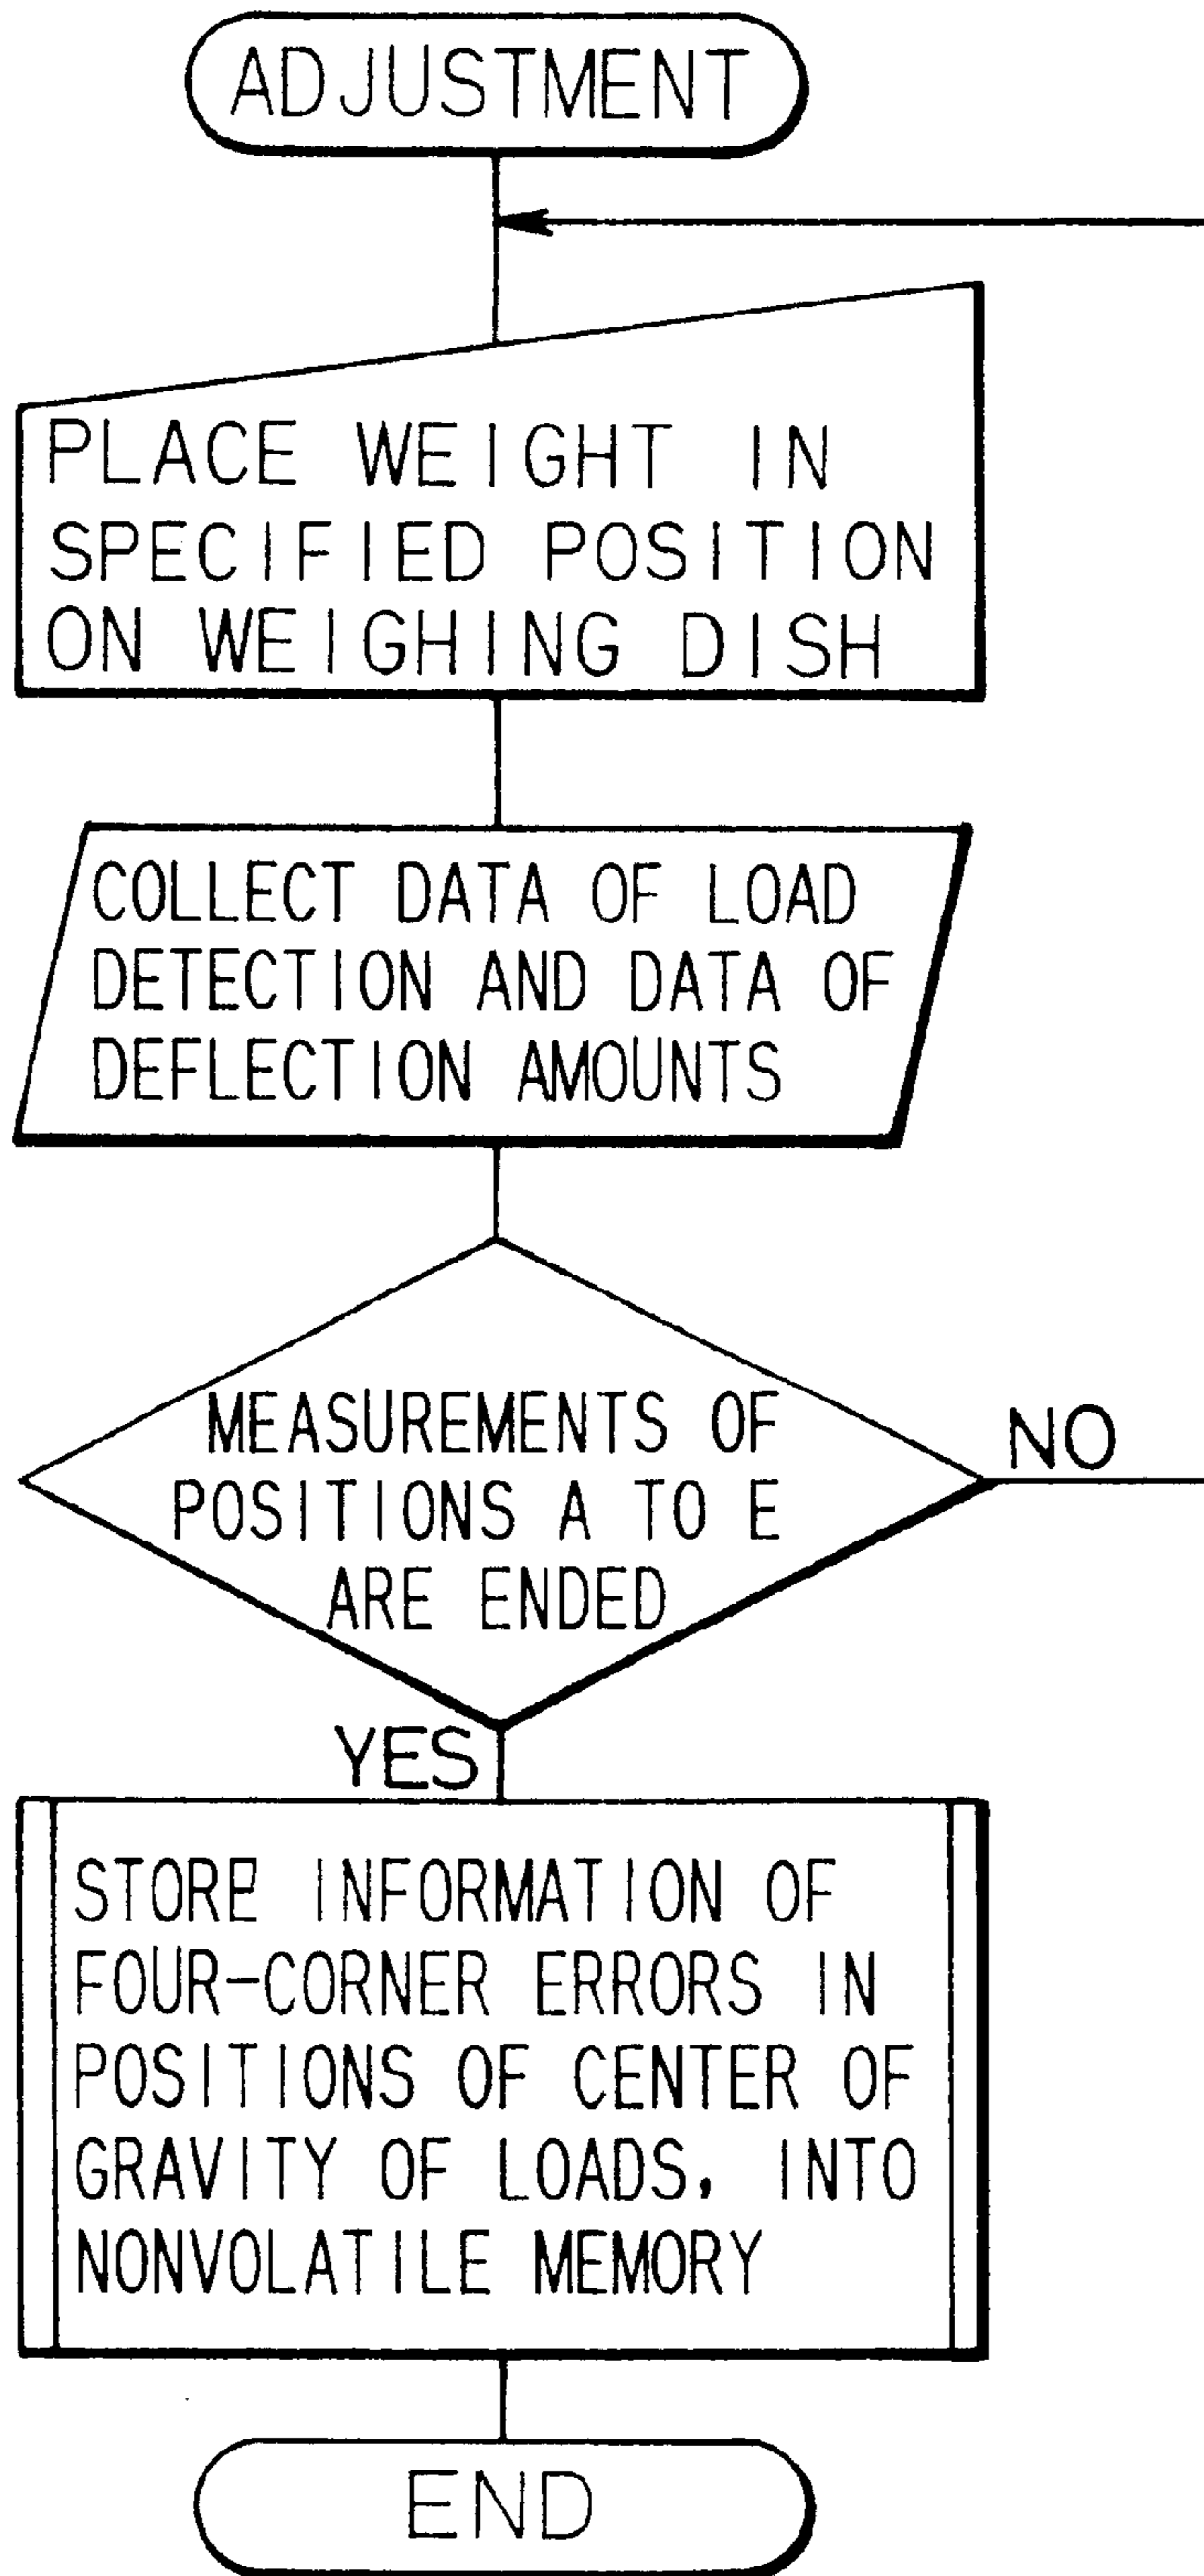 ADJUSTMENT
PLACE WEIGHT IN
SPECIFIED POSITION
ON WEIGHING DISH
COLLECT DATA OF LOAD
DETECTION AND DATA OF
DEFLECTION AMOUNTS
MEASUREMENTS OF
POSITIONS A TO E
ARE ENDED
NO
YES
STORE INFORMATION OF
FOUR-CORNER ERRORS IN
POSITIONS OF CENTER OF
GRAVITY OF LOADS, INTO
NONVOLATILE MEMORY
END